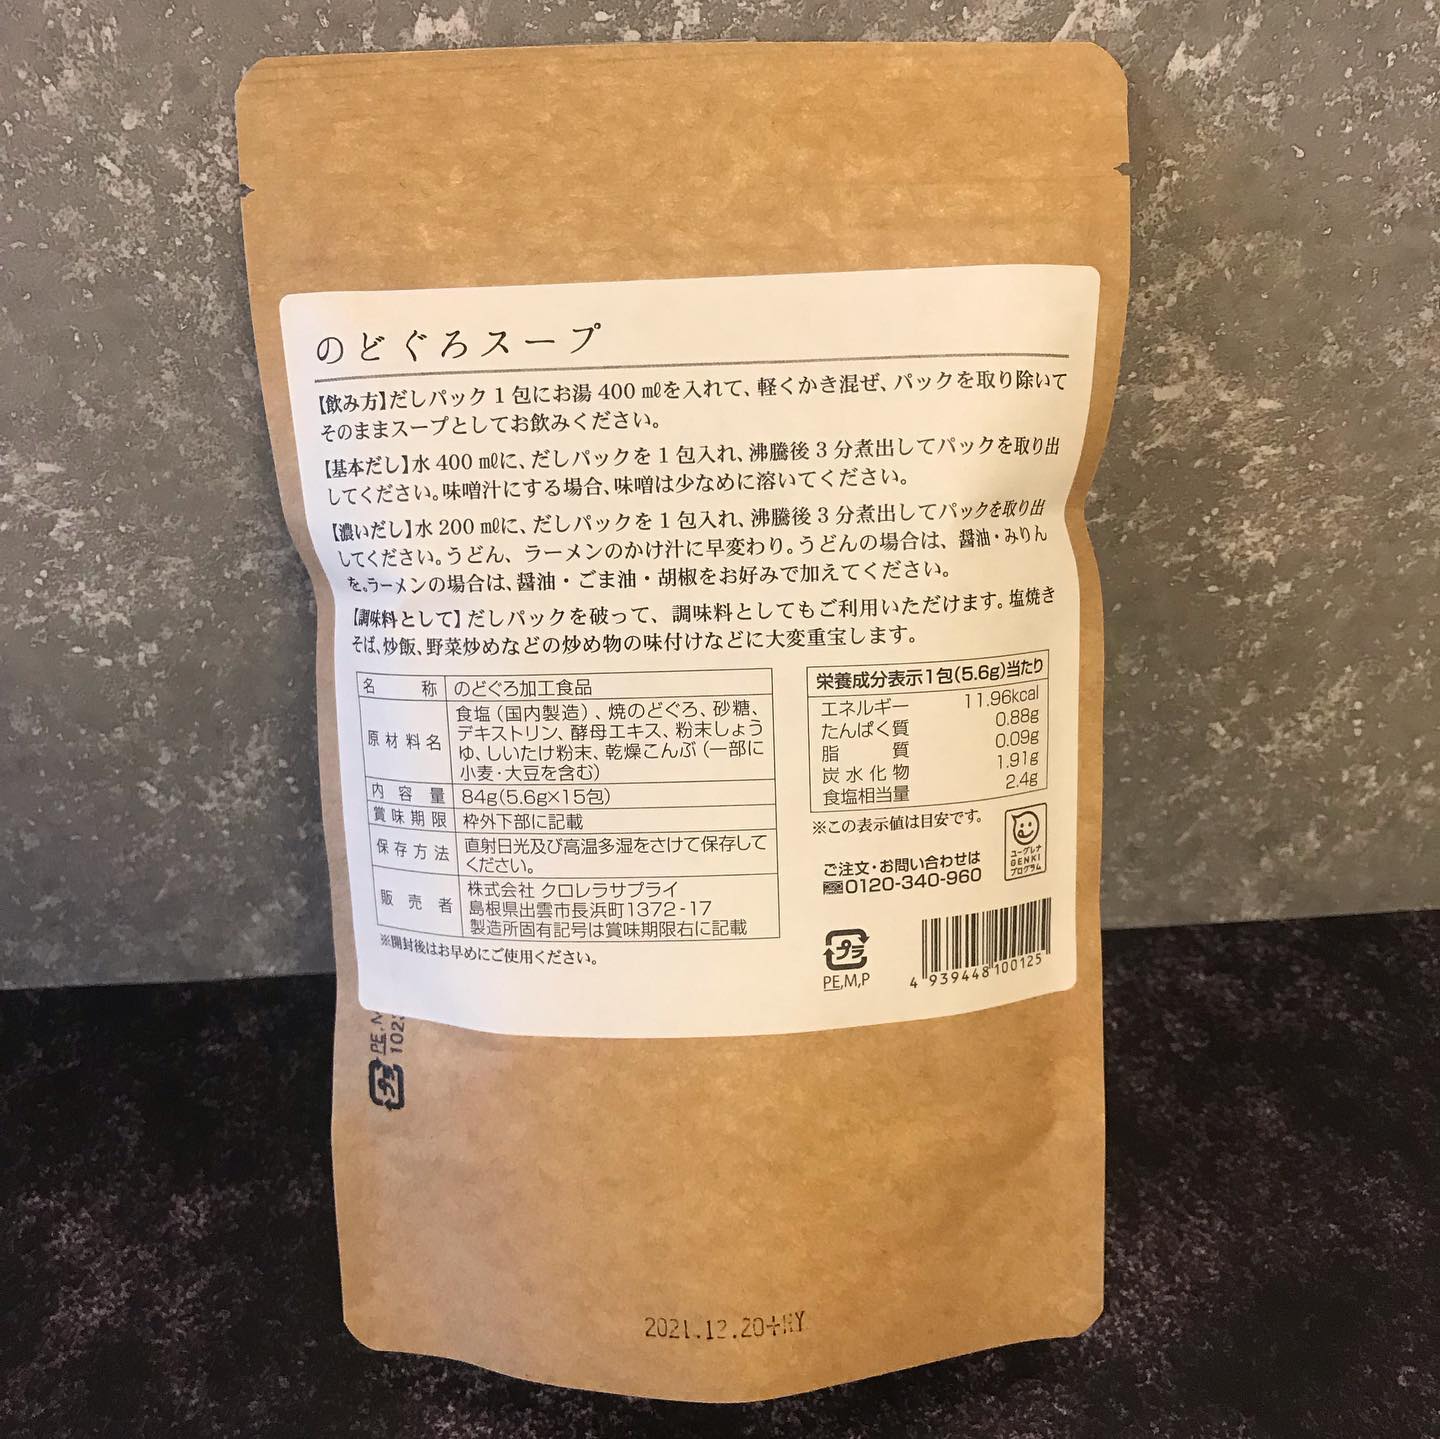 のどぐろスープ
【飲み方】だしパック1包にお湯400㎖を入れて、軽くかき混ぜ、パックを取り除いて
そのままスープとしてお飲みください。
【基本だし】水400㎖に、だしパックを1包入れ、沸騰後3分煮出してパックを取り出
してください。味噌汁にする場合、味噌は少なめに溶いてください。
【濃いだし】水200㎖に、だしパックを1包入れ、沸騰後3分煮出してパックを取り出
してください。うどん、ラーメンのかけ汁に早変わり。うどんの場合は、醤油・みりん
を。ラーメンの場合は、醤油・ごま油・胡椒をお好みで加えてください。
【調味料として】だしパックを破って、調味料としてもご利用いただけます。塩焼き
そば、炒飯、野菜炒めなどの炒め物の味付けなどに大変重宝します。
名称 のどぐろ加工食品
原材料名 食塩(国内製造)、焼のどぐろ、砂糖、
デキストリン、酵母エキス、粉末しょう
ゆ、しいたけ粉末、乾燥こんぶ(一部に
小麦・大豆を含む)
内容量 84g(5.6g×15包)
賞味期限 枠外下部に記載
保存方法 直射日光及び高温多湿をさけて保存して
ください。
販売者 株式会社 クロレラサプライ
島根県出雲市長浜町1372-17
製造所固有記号は賞味期限右に記載
※開封後はお早めにご使用ください。
栄養成分表示1包(5.6g)当たり
エネルギー 11.96kcal
たんぱく質 0.88g
脂質 0.09g
炭水化物 1.91g
食塩相当量 2.4g
※この表示値は目安です。
ユーグレナ
GENKI
プログラム
ご注文・お問い合わせは
0120-340-960
プラ
PE,M,P
4 939448 100125
プラ
PE,M
102
2021.12.20+HY